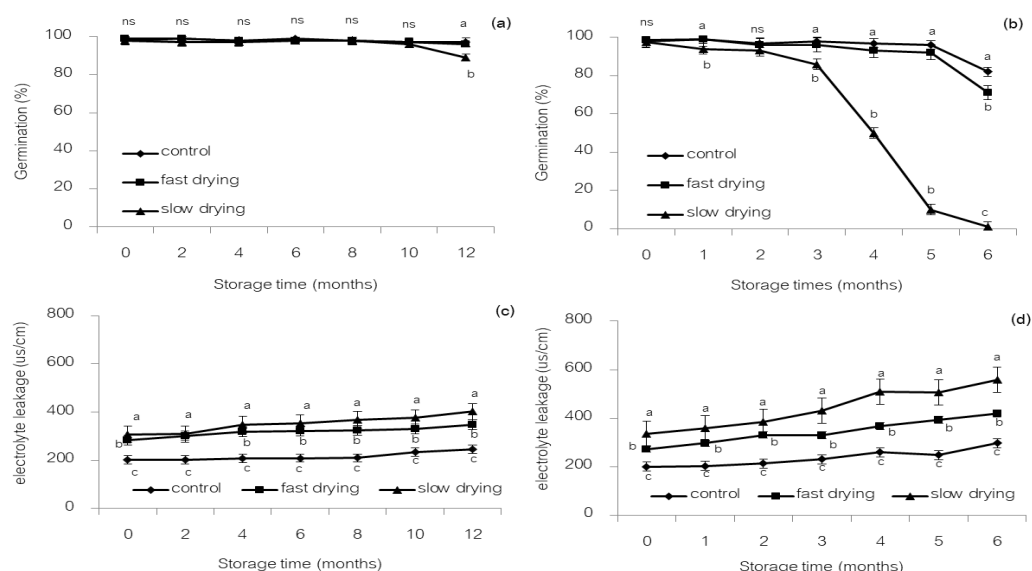 (a)
ns ns ns ns ns ns a
b
100
80
60
40
20
0
Germination (%)
control
fast drying
slow drying
0 2 4 6 8 10 12
Storage time (months)
(b)
ns a ns a a a a
b b b b b
b c
100
80
60
40
20
0
Germination (%)
control
fast drying
slow drying
0 1 2 3 4 5 6
Storage times (months)
(c)
800
600
400
200
0
electrolyte leakage (us/cm)
a a a a a a a
b b b b b b b
c c c c c c c
control fast drying slow drying
0 2 4 6 8 10 12
Storage time (months)
(d)
800
600
400
200
0
electrolyte leakage (us/cm)
a a a a a a a
b b b b b b b
c c c c c c c
control fast drying slow drying
0 1 2 3 4 5 6
Storage time (months)